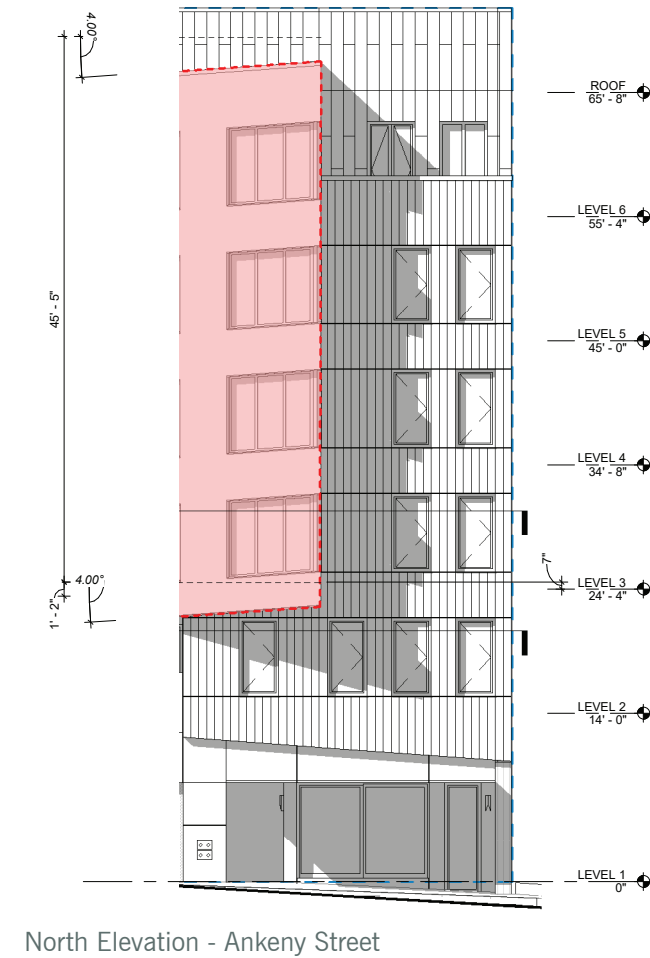 4.00°
ROOF
65' - 8"
LEVEL 6
55' - 4"
45' - 5"
LEVEL 5
45' - 0"
LEVEL 4
34' - 8"
7"
4.00°
LEVEL 3
24' - 4"
1' - 2"
LEVEL 2
14' - 0"
LEVEL 1
0"
North Elevation - Ankeny Street